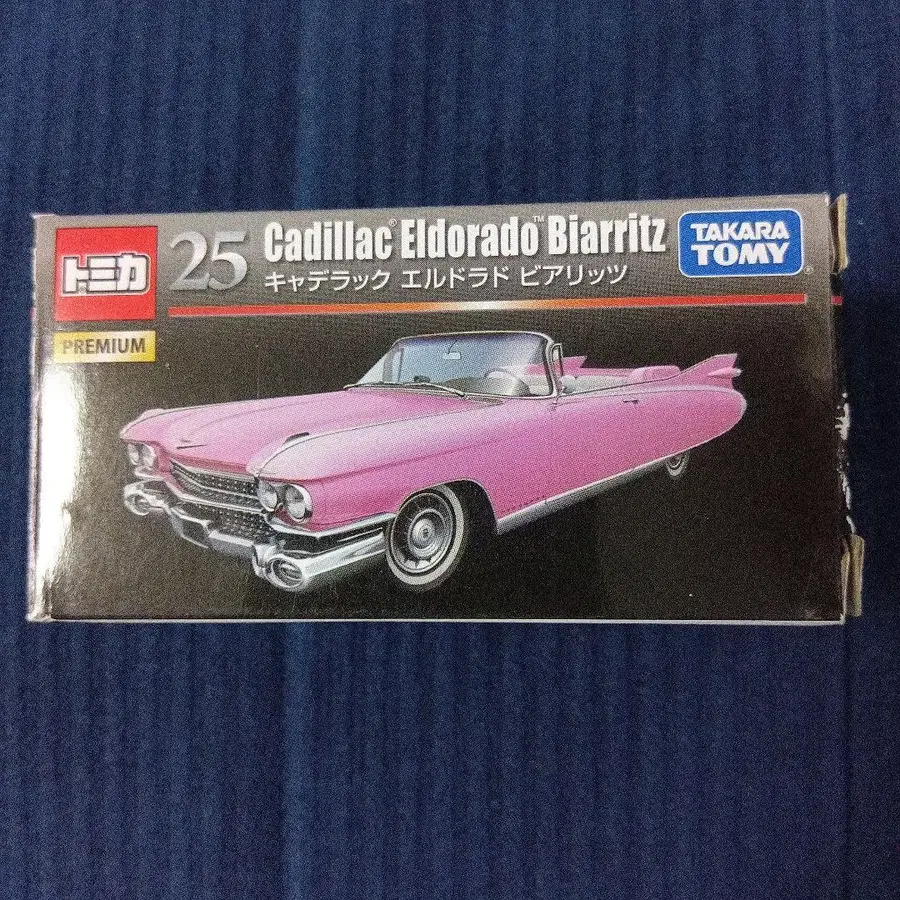 トミカ
PREMIUM
25
Cadillac® Eldorado™ Biarritz
キャデラック エルドラド ビアリッツ
TAKARA
TOMY®